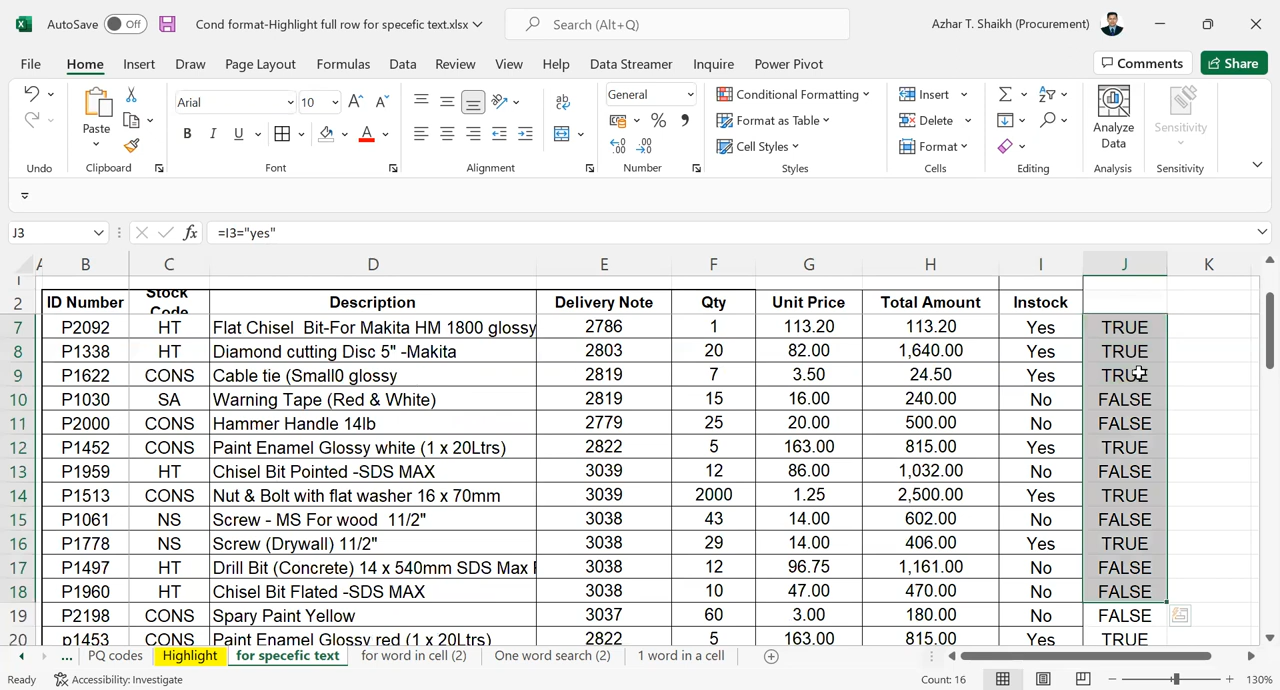 AutoSave Off Cond format-Highlight full row for specefic text.xlsx Search (Alt+Q) Azhar T. Shaikh (Procurement)
File Home Insert Draw Page Layout Formulas Data Review View Help Data Streamer Inquire Power Pivot Comments Share
Paste Arial 10 General Conditional Formatting Format as Table Cell Styles Insert Delete Format Analyze Data Sensitivity
Undo Clipboard Font Alignment Number Styles Cells Editing Analysis Sensitivity
J3 fx =I3="yes"
A B C D E F G H I J K
1
2 ID Number Stock Code Description Delivery Note Qty Unit Price Total Amount Instock
7 P2092 HT Flat Chisel Bit-For Makita HM 1800 glossy 2786 1 113.20 113.20 Yes TRUE
8 P1338 HT Diamond cutting Disc 5" -Makita 2803 20 82.00 1,640.00 Yes TRUE
9 P1622 CONS Cable tie (Small0 glossy 2819 7 3.50 24.50 Yes TRUE
10 P1030 SA Warning Tape (Red & White) 2819 15 16.00 240.00 No FALSE
11 P2000 CONS Hammer Handle 14lb 2779 25 20.00 500.00 No FALSE
12 P1452 CONS Paint Enamel Glossy white (1 x 20Ltrs) 2822 5 163.00 815.00 Yes TRUE
13 P1959 HT Chisel Bit Pointed -SDS MAX 3039 12 86.00 1,032.00 No FALSE
14 P1513 CONS Nut & Bolt with flat washer 16 x 70mm 3039 2000 1.25 2,500.00 Yes TRUE
15 P1061 NS Screw - MS For wood 11/2" 3038 43 14.00 602.00 No FALSE
16 P1778 NS Screw (Drywall) 11/2" 3038 29 14.00 406.00 Yes TRUE
17 P1497 HT Drill Bit (Concrete) 14 x 540mm SDS Max 3038 12 96.75 1,161.00 No FALSE
18 P1960 HT Chisel Bit Flated -SDS MAX 3038 10 47.00 470.00 No FALSE
19 P2198 CONS Spary Paint Yellow 3037 60 3.00 180.00 No FALSE
20 p1453 CONS Paint Enamel Glossy red (1 x 20Ltrs) 2822 5 163.00 815.00 Yes TRUE
... PQ codes Highlight for specefic text for word in cell (2) One word search (2) 1 word in a cell
Ready Accessibility: Investigate Count: 16 130%